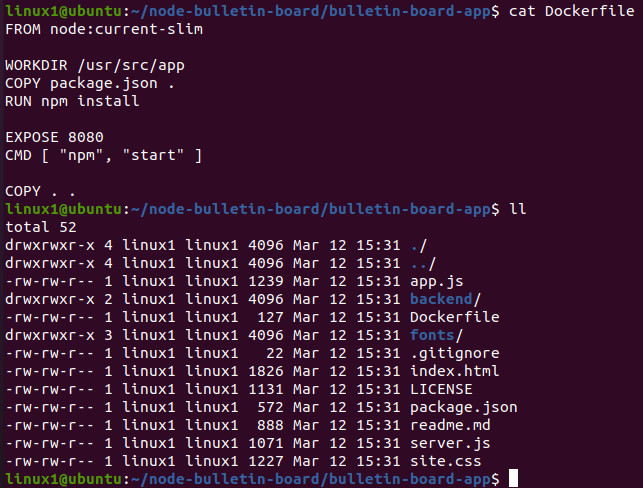 linux1@ubuntu:~/node-bulletin-board/bulletin-board-app$ cat Dockerfile
FROM node:current-slim

WORKDIR /usr/src/app
COPY package.json .
RUN npm install

EXPOSE 8080
CMD [ "npm", "start" ]

COPY . .
linux1@ubuntu:~/node-bulletin-board/bulletin-board-app$ ll
total 52
drwxrwxr-x 4 linux1 linux1 4096 Mar 12 15:31 ./
drwxrwxr-x 4 linux1 linux1 4096 Mar 12 15:31 ../
-rw-rw-r-- 1 linux1 linux1 1239 Mar 12 15:31 app.js
drwxrwxr-x 2 linux1 linux1 4096 Mar 12 15:31 backend/
-rw-rw-r-- 1 linux1 linux1  127 Mar 12 15:31 Dockerfile
drwxrwxr-x 3 linux1 linux1 4096 Mar 12 15:31 fonts/
-rw-rw-r-- 1 linux1 linux1   22 Mar 12 15:31 .gitignore
-rw-rw-r-- 1 linux1 linux1 1826 Mar 12 15:31 index.html
-rw-rw-r-- 1 linux1 linux1 1131 Mar 12 15:31 LICENSE
-rw-rw-r-- 1 linux1 linux1  572 Mar 12 15:31 package.json
-rw-rw-r-- 1 linux1 linux1  888 Mar 12 15:31 readme.md
-rw-rw-r-- 1 linux1 linux1 1071 Mar 12 15:31 server.js
-rw-rw-r-- 1 linux1 linux1 1227 Mar 12 15:31 site.css
linux1@ubuntu:~/node-bulletin-board/bulletin-board-app$